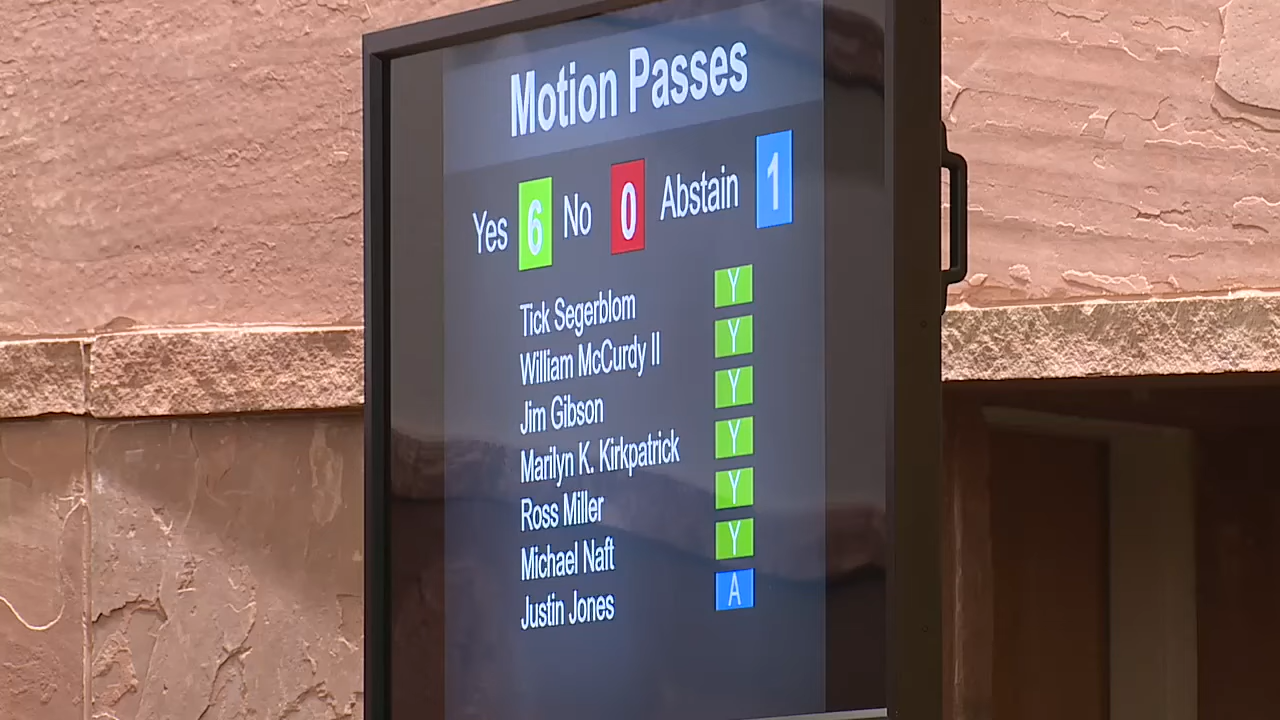 Motion Passes
Yes 6 No 0 Abstain 1
Tick Segerblom Y
William McCurdy II Y
Jim Gibson Y
Marilyn K. Kirkpatrick Y
Ross Miller Y
Michael Naft Y
Justin Jones A